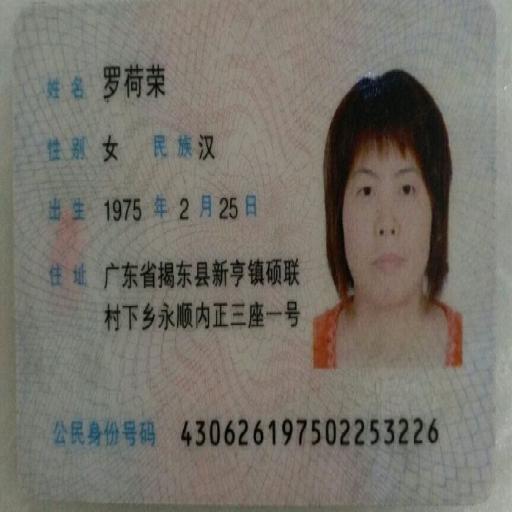 姓名 罗荷荣
性别 女 民族 汉
出生 1975 年 2 月 25 日
住址 广东省揭东县新亨镇硕联
村下乡永顺内正三座一号
公民身份号码 430626197502253226